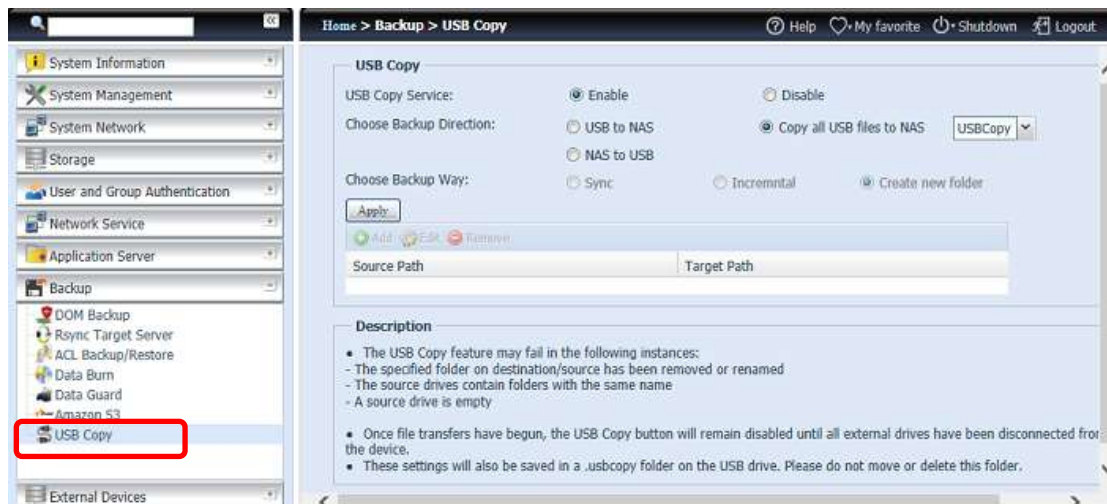 Home > Backup > USB Copy
Help My favorite Shutdown Logout
System Information
System Management
System Network
Storage
User and Group Authentication
Network Service
Application Server
Backup
DOM Backup
Rsync Target Server
ACL Backup/Restore
Data Burn
Data Guard
Amazon S3
USB Copy
External Devices
USB Copy
USB Copy Service: Enable Disable
Choose Backup Direction: USB to NAS Copy all USB files to NAS USBCopy
NAS to USB
Choose Backup Way: Sync Incremntal Create new folder
Apply
Add Edit Remove
Source Path Target Path
Description
• The USB Copy feature may fail in the following instances:
- The specified folder on destination/source has been removed or renamed
- The source drives contain folders with the same name
- A source drive is empty
• Once file transfers have begun, the USB Copy button will remain disabled until all external drives have been disconnected from
the device.
• These settings will also be saved in a .usbcopy folder on the USB drive. Please do not move or delete this folder.